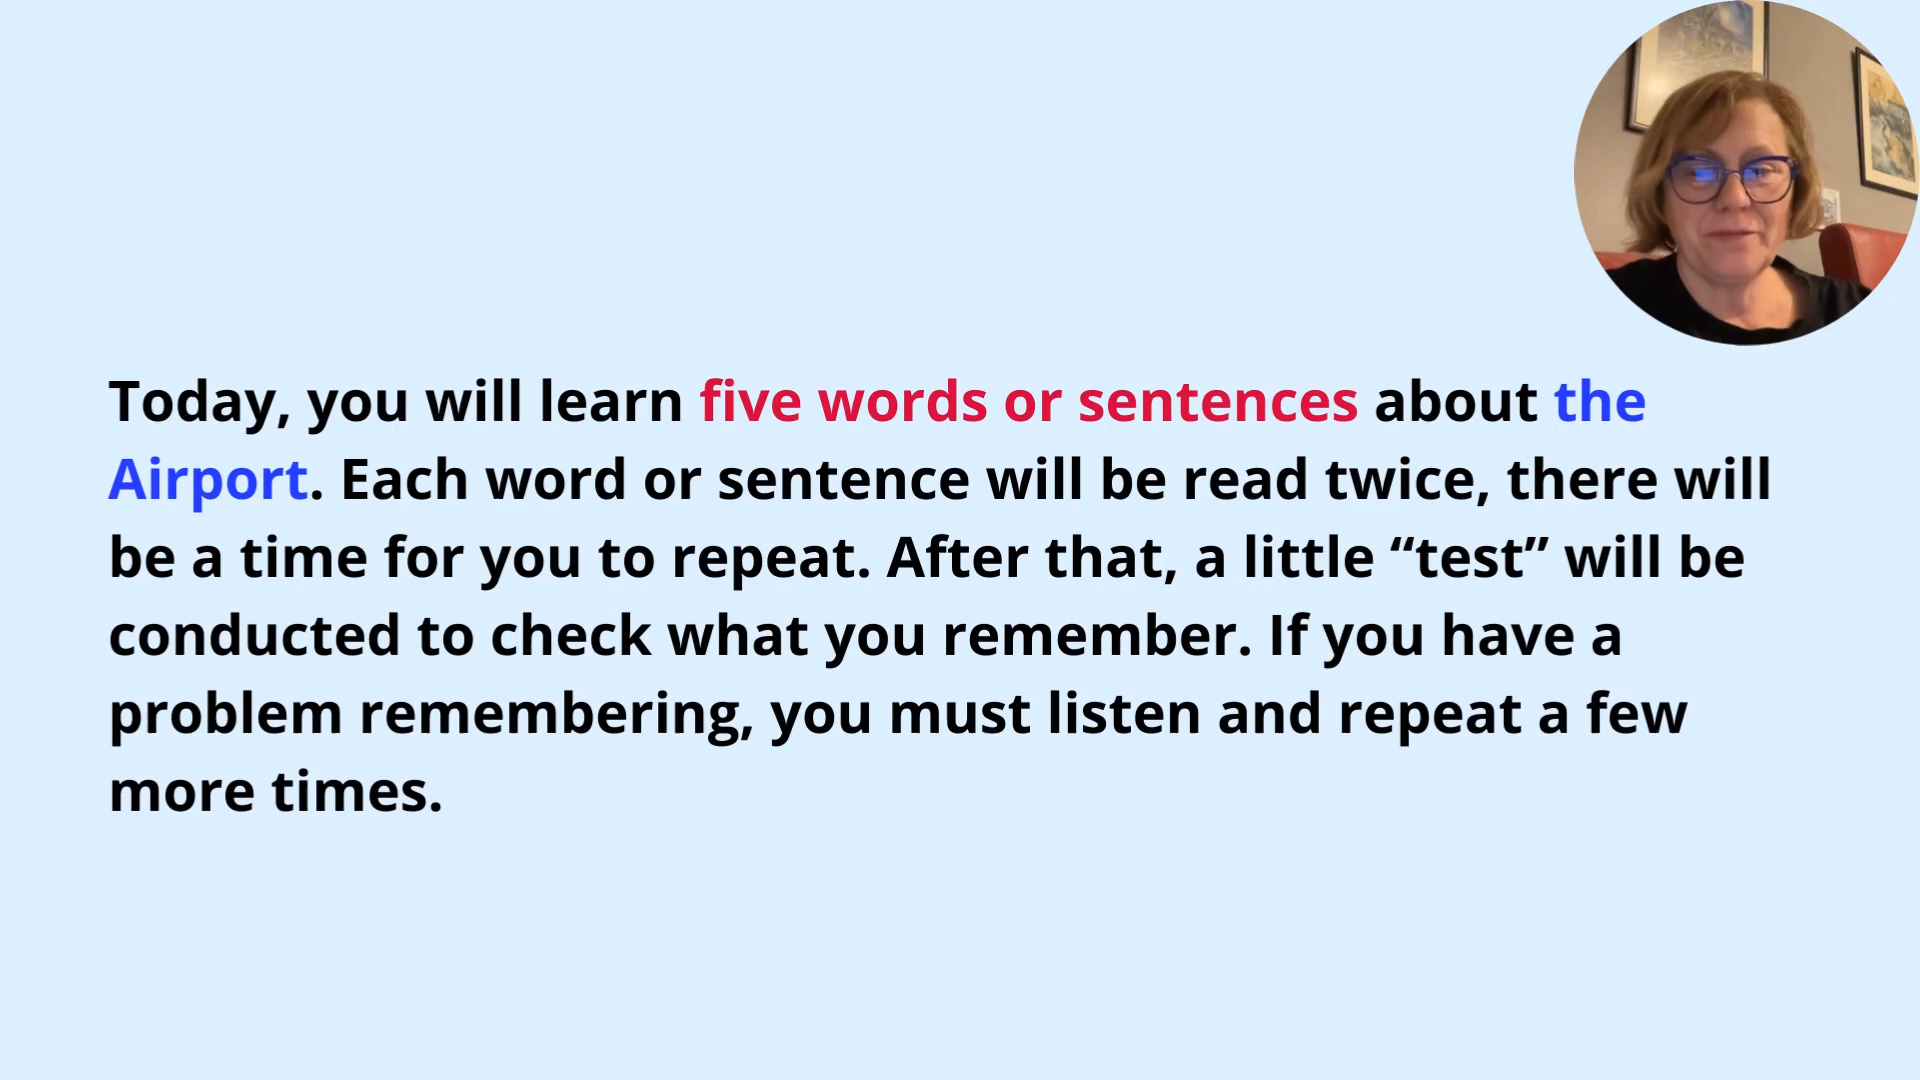 Today, you will learn five words or sentences about the
Airport. Each word or sentence will be read twice, there will
be a time for you to repeat. After that, a little “test” will be
conducted to check what you remember. If you have a
problem remembering, you must listen and repeat a few
more times.